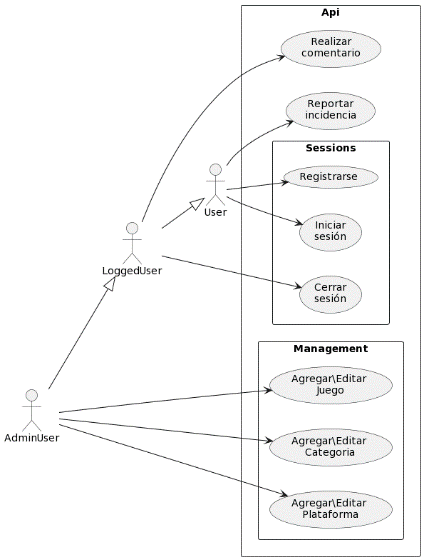 Api
Realizar
comentario
Reportar
incidencia
Sessions
Registrarse
User
Iniciar
sesión
LoggedUser
Cerrar
sesión
Management
Agregar\Editar
Juego
AdminUser
Agregar\Editar
Categoria
Agregar\Editar
Plataforma